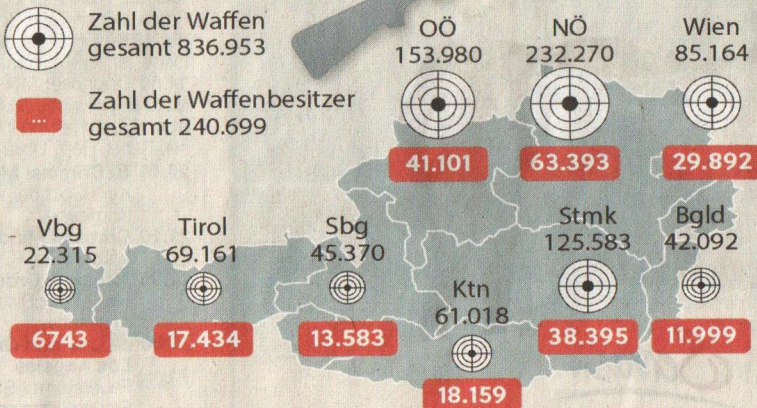 Zahl der Waffen
gesamt 836.953
...
Zahl der Waffenbesitzer
gesamt 240.699
OÖ
153.980
41.101
NÖ
232.270
63.393
Wien
85.164
29.892
Vbg
22.315
6743
Tirol
69.161
17.434
Sbg
45.370
13.583
Ktn
61.018
18.159
Stmk
125.583
38.395
Bgld
42.092
11.999